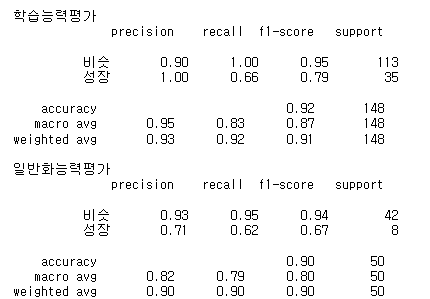 학습능력평가
precision recall f1-score support
비슷 0.90 1.00 0.95 113
성장 1.00 0.66 0.79 35
accuracy 0.92 148
macro avg 0.95 0.83 0.87 148
weighted avg 0.93 0.92 0.91 148
일반화능력평가
precision recall f1-score support
비슷 0.93 0.95 0.94 42
성장 0.71 0.62 0.67 8
accuracy 0.90 50
macro avg 0.82 0.79 0.80 50
weighted avg 0.90 0.90 0.90 50